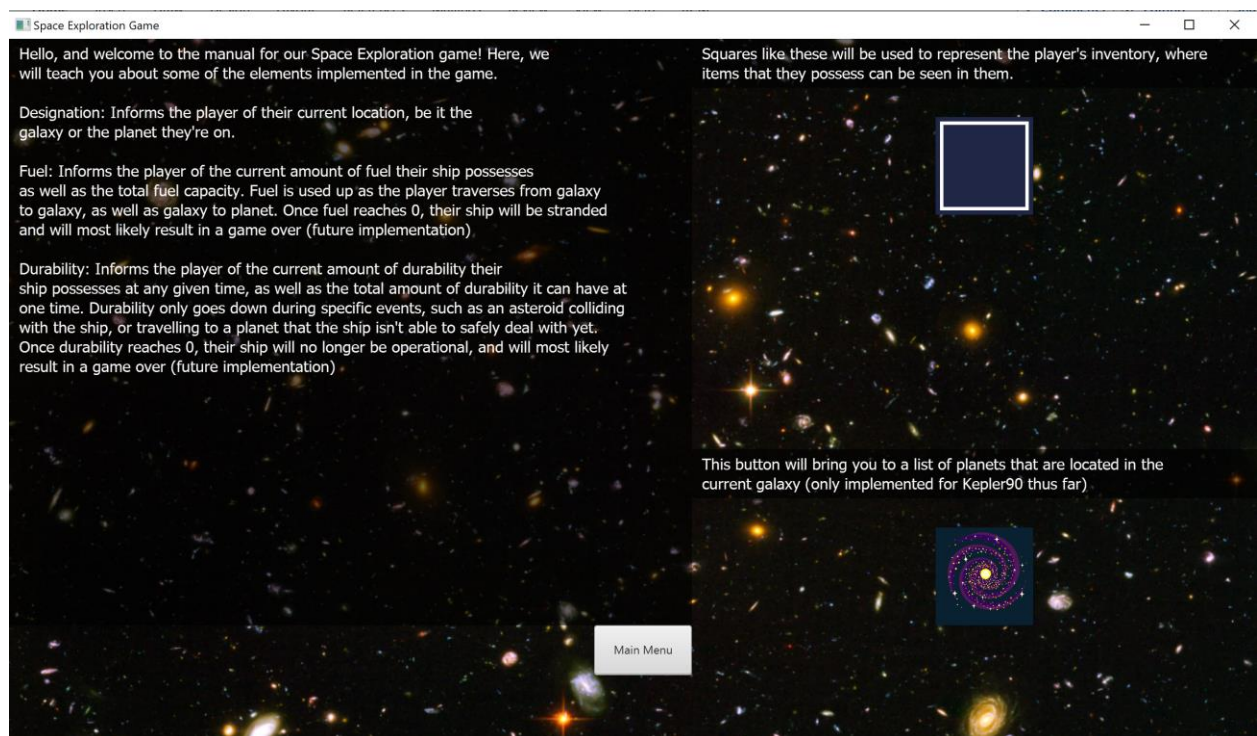 Space Exploration Game
Hello, and welcome to the manual for our Space Exploration game! Here, we
will teach you about some of the elements implemented in the game.
Designation: Informs the player of their current location, be it the
galaxy or the planet they're on.
Fuel: Informs the player of the current amount of fuel their ship possesses
as well as the total fuel capacity. Fuel is used up as the player traverses from galaxy
to galaxy, as well as galaxy to planet. Once fuel reaches 0, their ship will be stranded
and will most likely result in a game over (future implementation)
Durability: Informs the player of the current amount of durability their
ship possesses at any given time, as well as the total amount of durability it can have at
one time. Durability only goes down during specific events, such as an asteroid colliding
with the ship, or travelling to a planet that the ship isn't able to safely deal with yet.
Once durability reaches 0, their ship will no longer be operational, and will most likely
result in a game over (future implementation)
Main Menu
Squares like these will be used to represent the player's inventory, where
items that they possess can be seen in them.
This button will bring you to a list of planets that are located in the
current galaxy (only implemented for Kepler90 thus far)